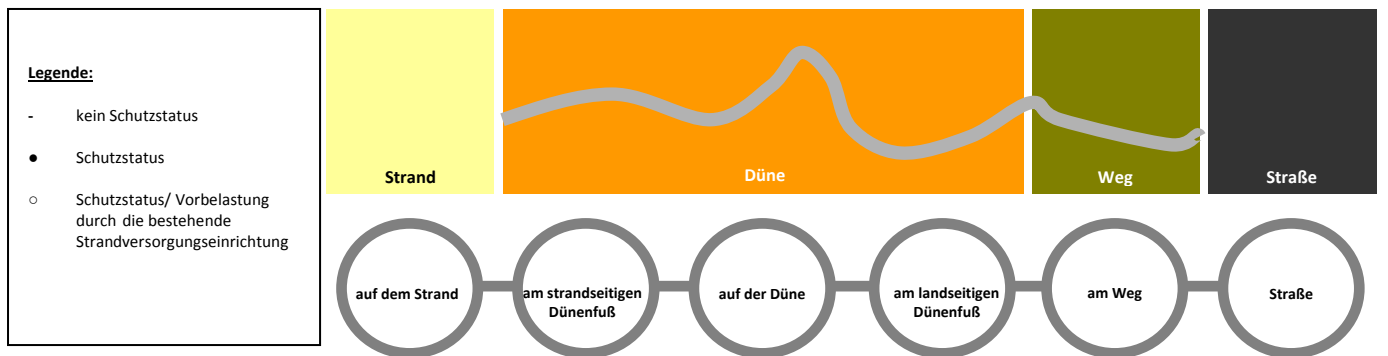 Legende:
- kein Schutzstatus
● Schutzstatus
○ Schutzstatus/ Vorbelastung
durch die bestehende
Strandversorgungseinrichtung
Strand
Düne
Weg
Straße
auf dem Strand
am strandseitigen
Dünenfuß
auf der Düne
am landseitigen
Dünenfuß
am Weg
Straße